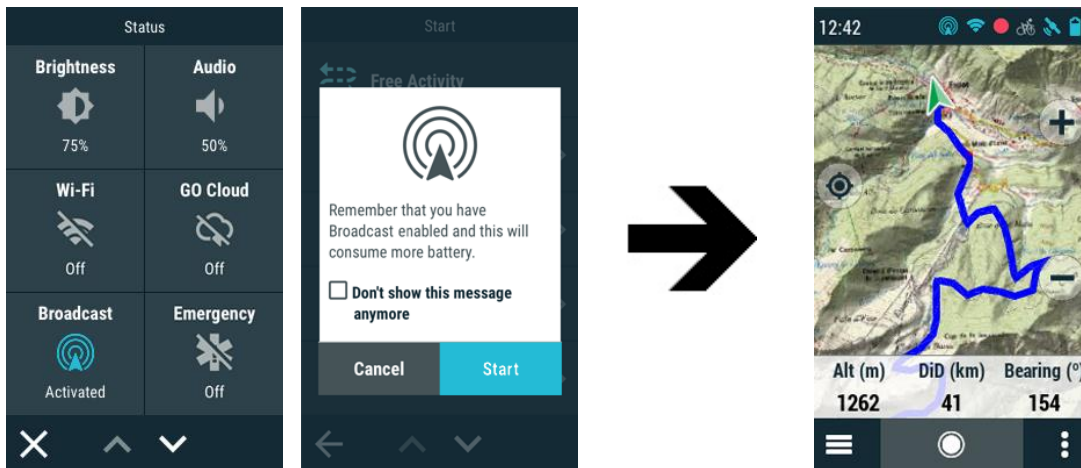 Status
Brightness
Audio
75%
50%
Wi-Fi
GO Cloud
Off
Off
Broadcast
Emergency
Activated
Off
Start
Free Activity
Remember that you have
Broadcast enabled and this will
consume more battery.
Don't show this message
anymore
Cancel
Start
12:42
Alt (m)
DiD (km)
Bearing (º)
1262
41
154